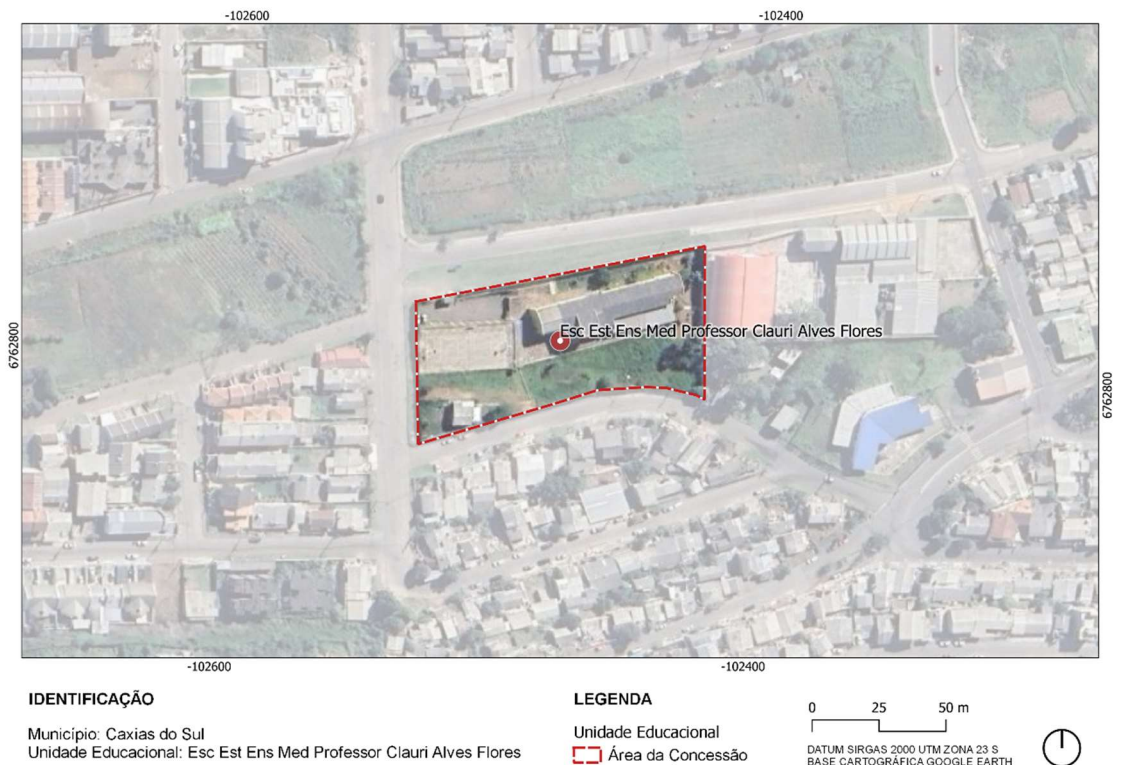 -102600
-102400
6762800
Esc Est Ens Med Professor Clauri Alves Flores
6762800
-102600
-102400
IDENTIFICAÇÃO
Município: Caxias do Sul
Unidade Educacional: Esc Est Ens Med Professor Clauri Alves Flores
LEGENDA
Unidade Educacional
Área da Concessão
0 25 50 m
DATUM SIRGAS 2000 UTM ZONA 23 S
BASE CARTOGRÁFICA GOOGLE EARTH